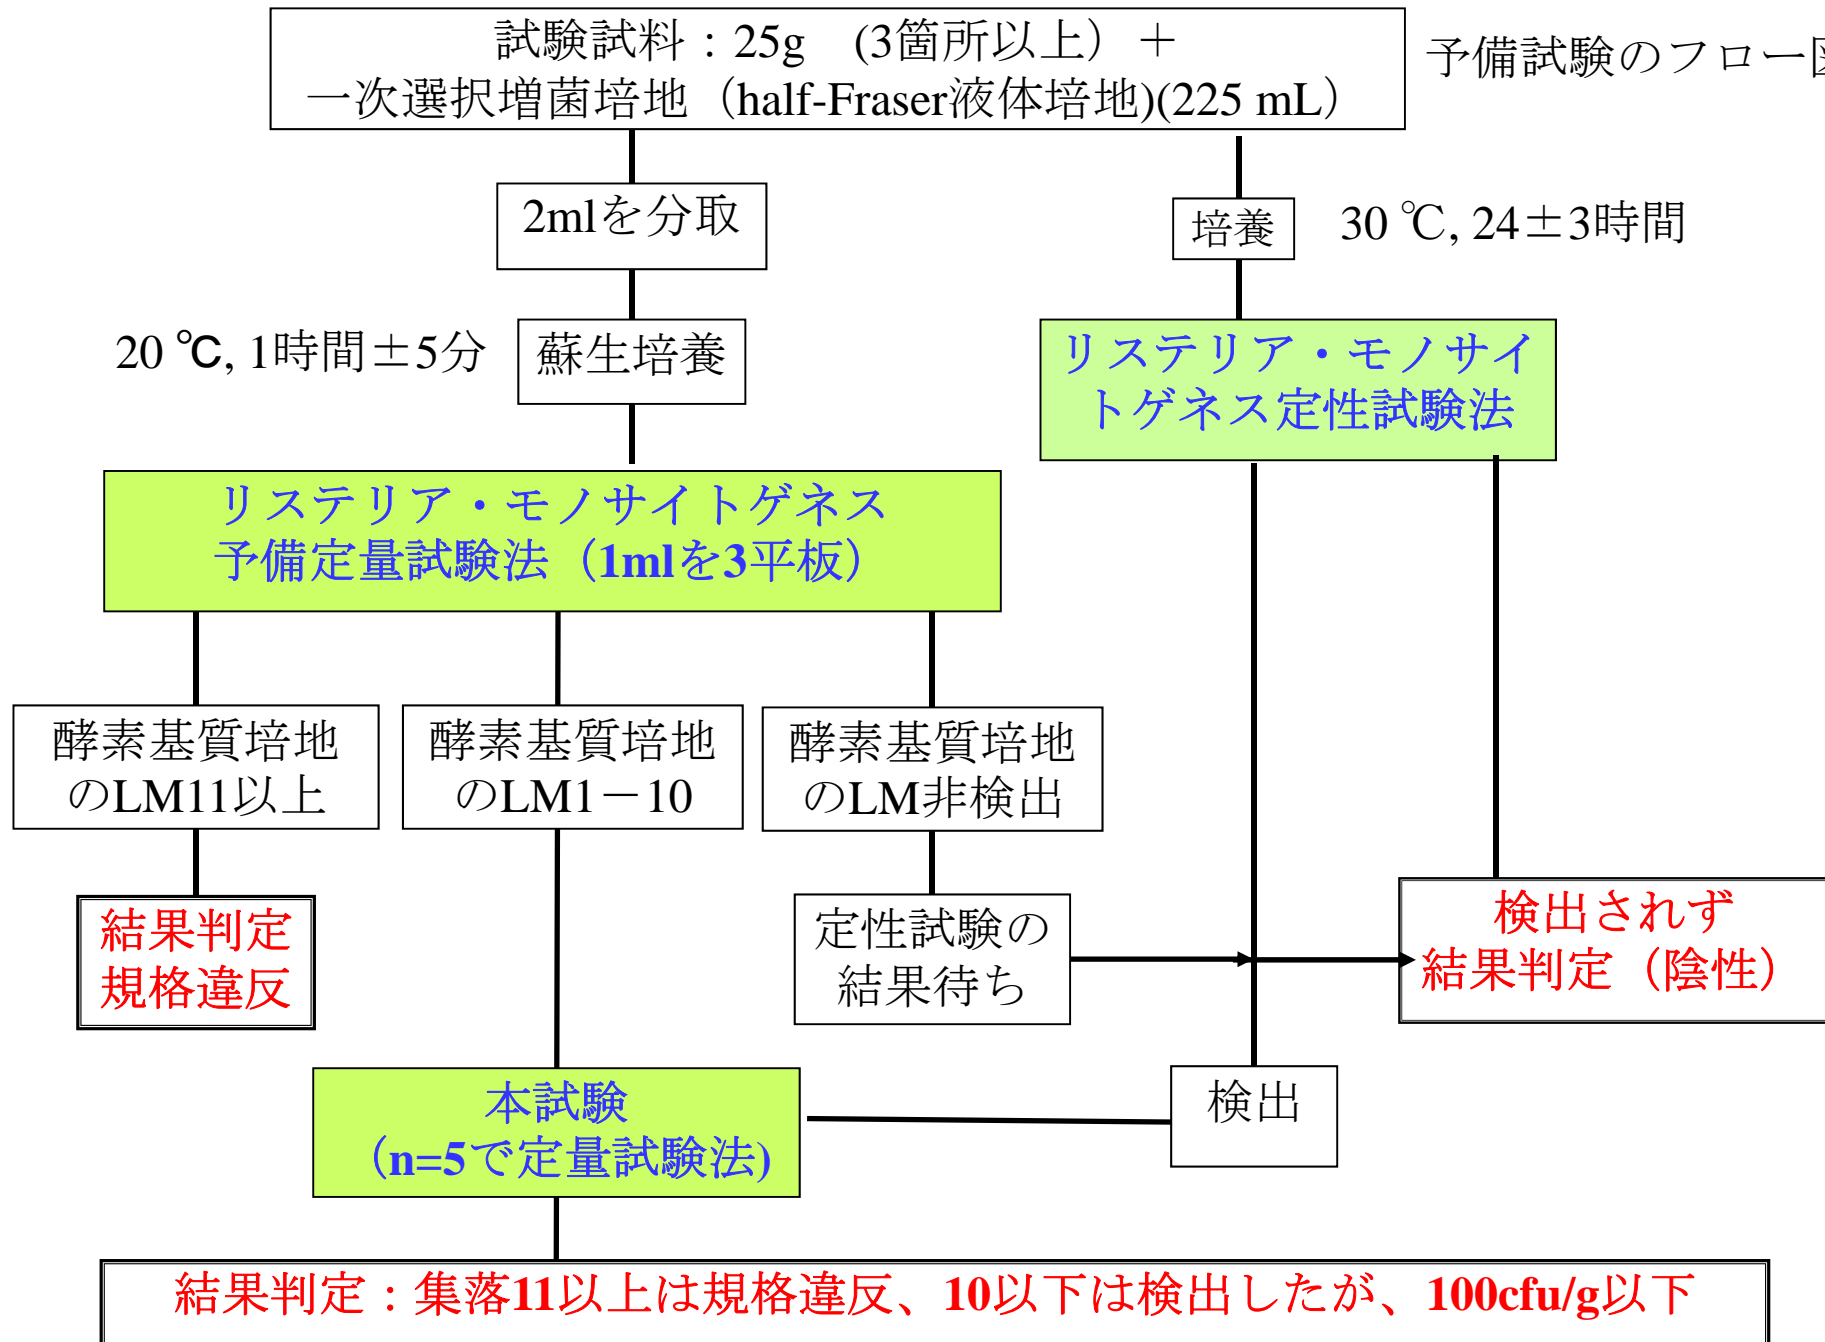 試験試料：25g　(3箇所以上）＋
一次選択増菌培地（half-Fraser液体培地)(225 mL）
予備試験のフロー図
2mlを分取
培養
30 ℃, 24±3時間
20 ℃, 1時間±5分
蘇生培養
リステリア・モノサイ
トゲネス定性試験法
リステリア・モノサイトゲネス
予備定量試験法（1mlを3平板）
酵素基質培地
のLM11以上
酵素基質培地
のLM1－10
酵素基質培地
のLM非検出
結果判定
規格違反
定性試験の
結果待ち
検出されず
結果判定（陰性）
本試験
（n=5で定量試験法)
検出
結果判定：集落11以上は規格違反、10以下は検出したが、100cfu/g以下